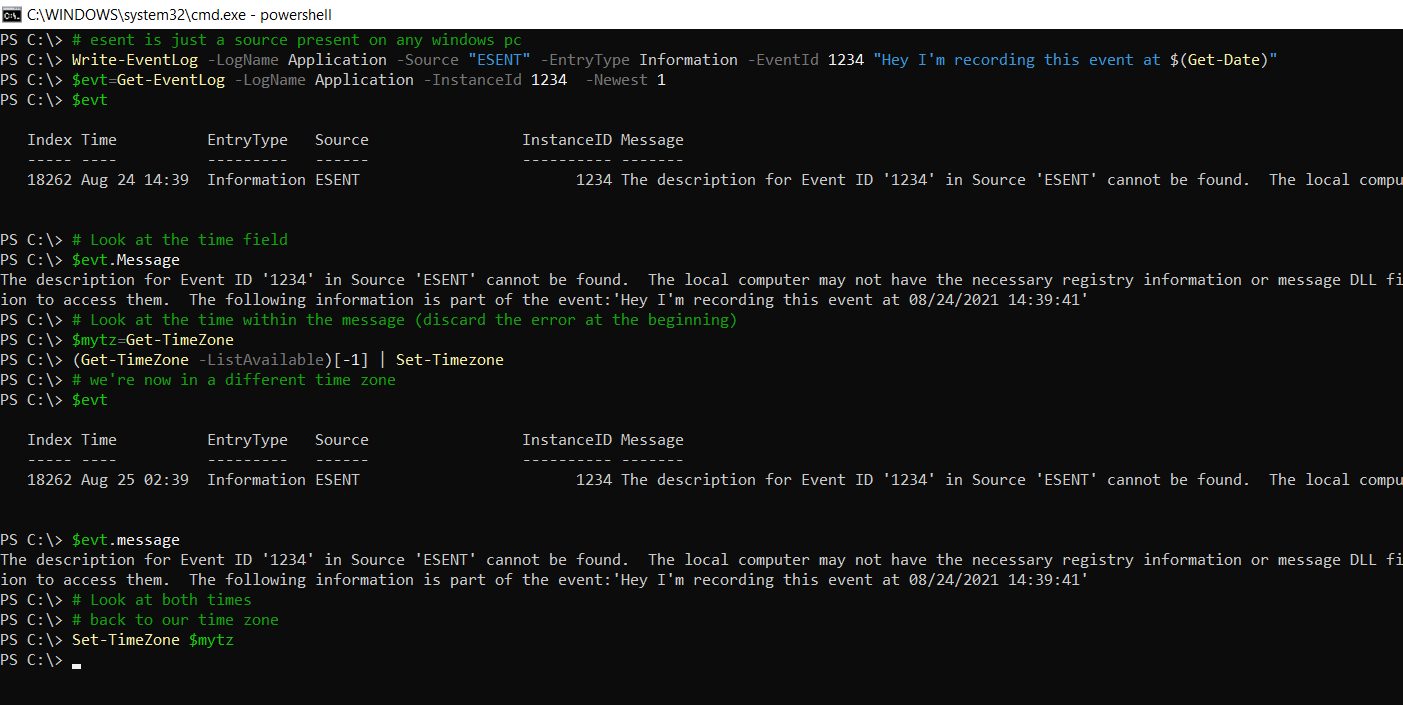 C:\WINDOWS\system32\cmd.exe - powershell
PS C:\> # esent is just a source present on any windows pc
PS C:\> Write-EventLog -LogName Application -Source "ESENT" -EntryType Information -EventId 1234 "Hey I'm recording this event at $(Get-Date)"
PS C:\> $evt=Get-EventLog -LogName Application -InstanceId 1234  -Newest 1
PS C:\> $evt
   Index Time          EntryType   Source                 InstanceID Message
   ----- ----          ---------   ------                 ---------- -------
   18262 Aug 24 14:39  Information ESENT                        1234 The description for Event ID '1234' in Source 'ESENT' cannot be found.  The local compu
PS C:\> # Look at the time field
PS C:\> $evt.Message
The description for Event ID '1234' in Source 'ESENT' cannot be found.  The local computer may not have the necessary registry information or message DLL fi
ion to access them.  The following information is part of the event:'Hey I'm recording this event at 08/24/2021 14:39:41'
PS C:\> # Look at the time within the message (discard the error at the beginning)
PS C:\> $mytz=Get-TimeZone
PS C:\> (Get-TimeZone -ListAvailable)[-1] | Set-Timezone
PS C:\> # we're now in a different time zone
PS C:\> $evt
   Index Time          EntryType   Source                 InstanceID Message
   ----- ----          ---------   ------                 ---------- -------
   18262 Aug 25 02:39  Information ESENT                        1234 The description for Event ID '1234' in Source 'ESENT' cannot be found.  The local compu
PS C:\> $evt.message
The description for Event ID '1234' in Source 'ESENT' cannot be found.  The local computer may not have the necessary registry information or message DLL fi
ion to access them.  The following information is part of the event:'Hey I'm recording this event at 08/24/2021 14:39:41'
PS C:\> # Look at both times
PS C:\> # back to our time zone
PS C:\> Set-TimeZone $mytz
PS C:\>